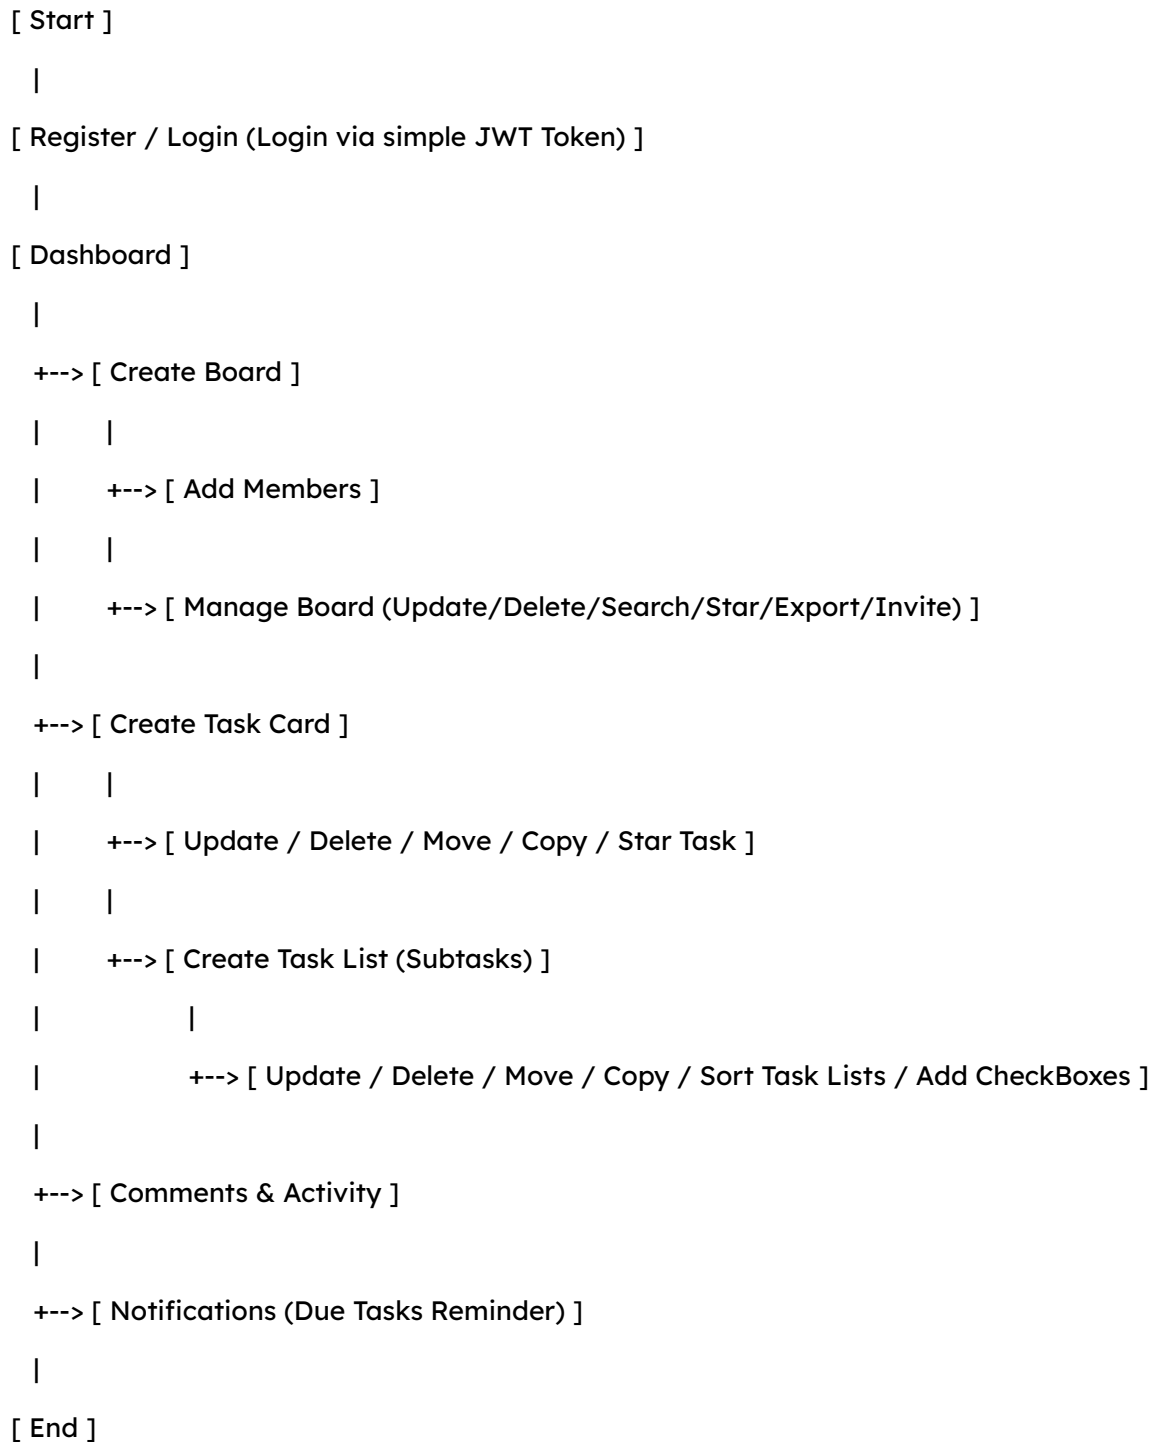 [ Start ]
|
[ Register / Login (Login via simple JWT Token) ]
|
[ Dashboard ]
|
+--> [ Create Board ]
| |
| +--> [ Add Members ]
| |
| +--> [ Manage Board (Update/Delete/Search/Star/Export/Invite) ]
|
+--> [ Create Task Card ]
| |
| +--> [ Update / Delete / Move / Copy / Star Task ]
| |
| +--> [ Create Task List (Subtasks) ]
| |
| +--> [ Update / Delete / Move / Copy / Sort Task Lists / Add CheckBoxes ]
|
+--> [ Comments & Activity ]
|
+--> [ Notifications (Due Tasks Reminder) ]
|
[ End ]